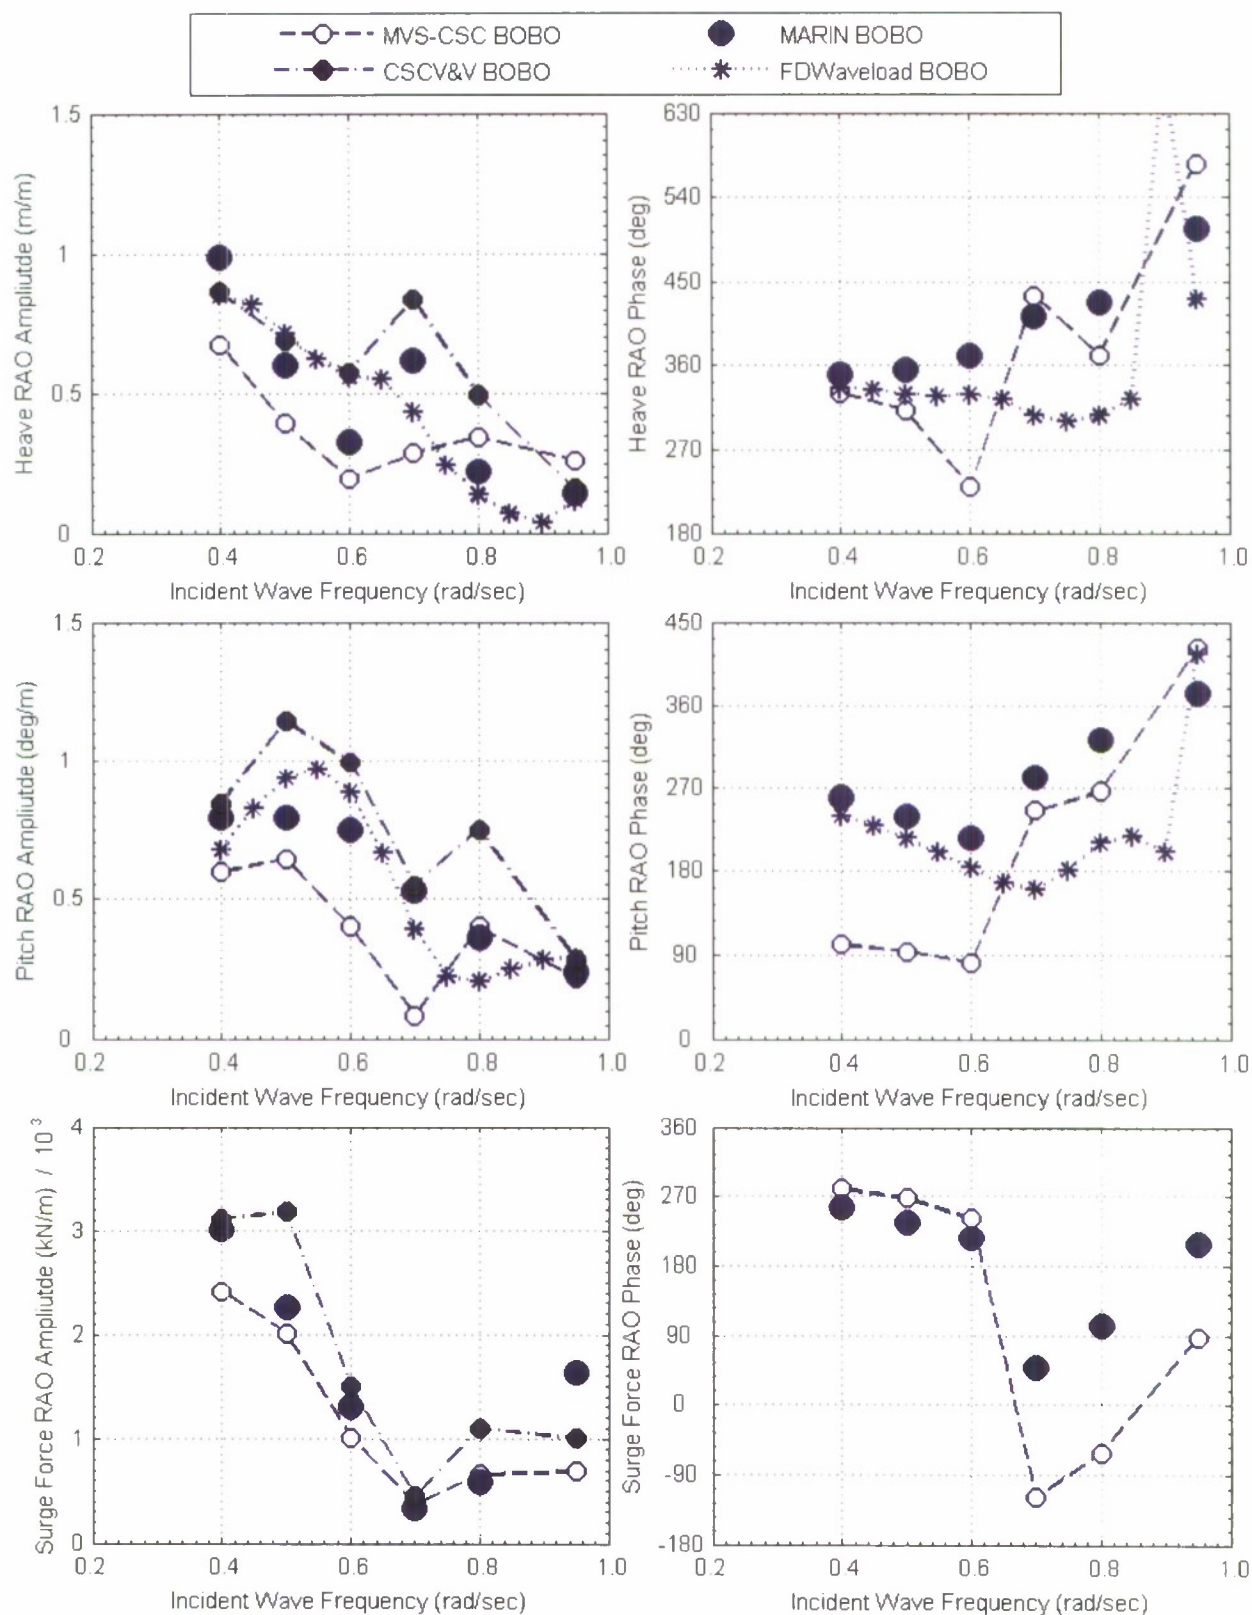 MVS-CSC BOBO
MARIN BOBO
CSCV&V BOBO
FDWaveload BOBO
Heave RAO Ampliutde (m/m)
1.5
1
0.5
0
0.2 0.4 0.6 0.8 1.0
Incident Wave Frequency (rad/sec)
Heave RAO Phase (deg)
630
540
450
360
270
180
0.2 0.4 0.6 0.8 1.0
Incident Wave Frequency (rad/sec)
Pitch RAO Ampliutde (deg/m)
1.5
1
0.5
0
0.2 0.4 0.6 0.8 1.0
Incident Wave Frequency (rad/sec)
Pitch RAO Phase (deg)
450
360
270
180
90
0
0.2 0.4 0.6 0.8 1.0
Incident Wave Frequency (rad/sec)
Surge Force RAO Ampliutde (kN/m) / 10³
4
3
2
1
0
0.2 0.4 0.6 0.8 1.0
Incident Wave Frequency (rad/sec)
Surge Force RAO Phase (deg)
360
270
180
90
0
-90
-180
0.2 0.4 0.6 0.8 1.0
Incident Wave Frequency (rad/sec)